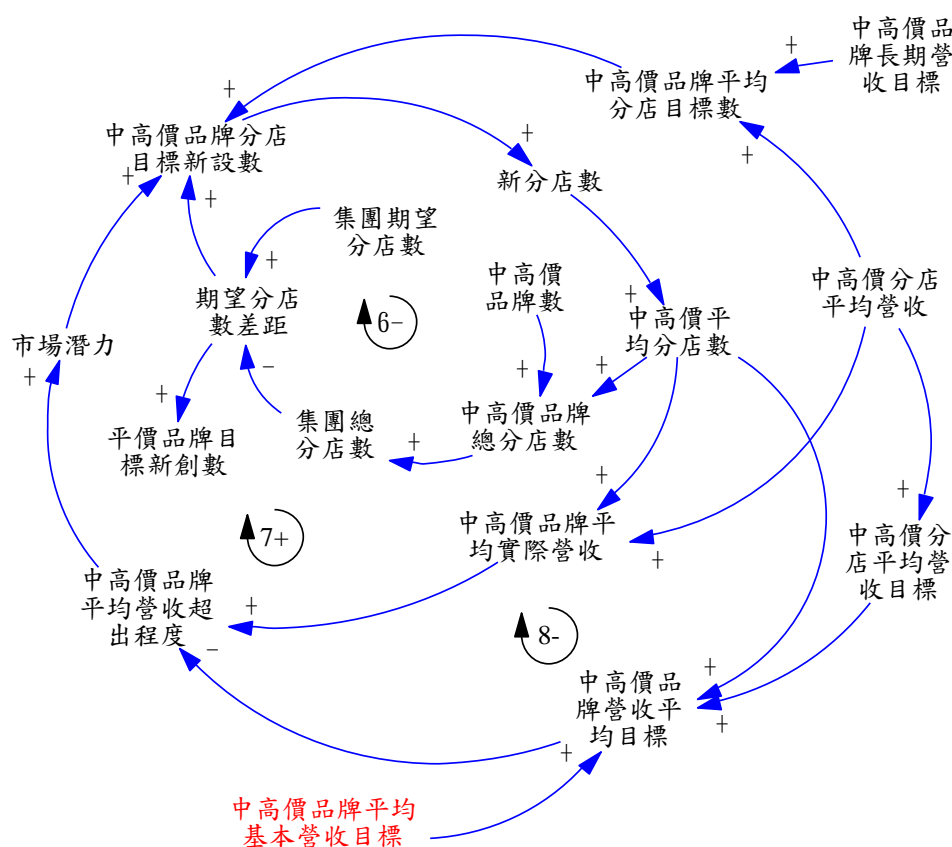 中高價品
牌長期營
收目標
+
中高價品牌平均
分店目標數
+
+
中高價品牌分店
目標新設數
+
+
+
+
新分店數
集團期望
分店數
+
中高價
品牌數
中高價分店
平均營收
期望分店
數差距
6-
+
中高價平
均分店數
市場潛力
+
+
–
+
+
集團總
分店數
中高價品牌
總分店數
+
平價品牌目
標新創數
+
+
中高價品牌平
均實際營收
+
中高價分
店平均營
收目標
7+
中高價品牌
平均營收超
出程度
+
–
8-
中高價品
牌營收平
均目標
+
+
+
中高價品牌平均
基本營收目標